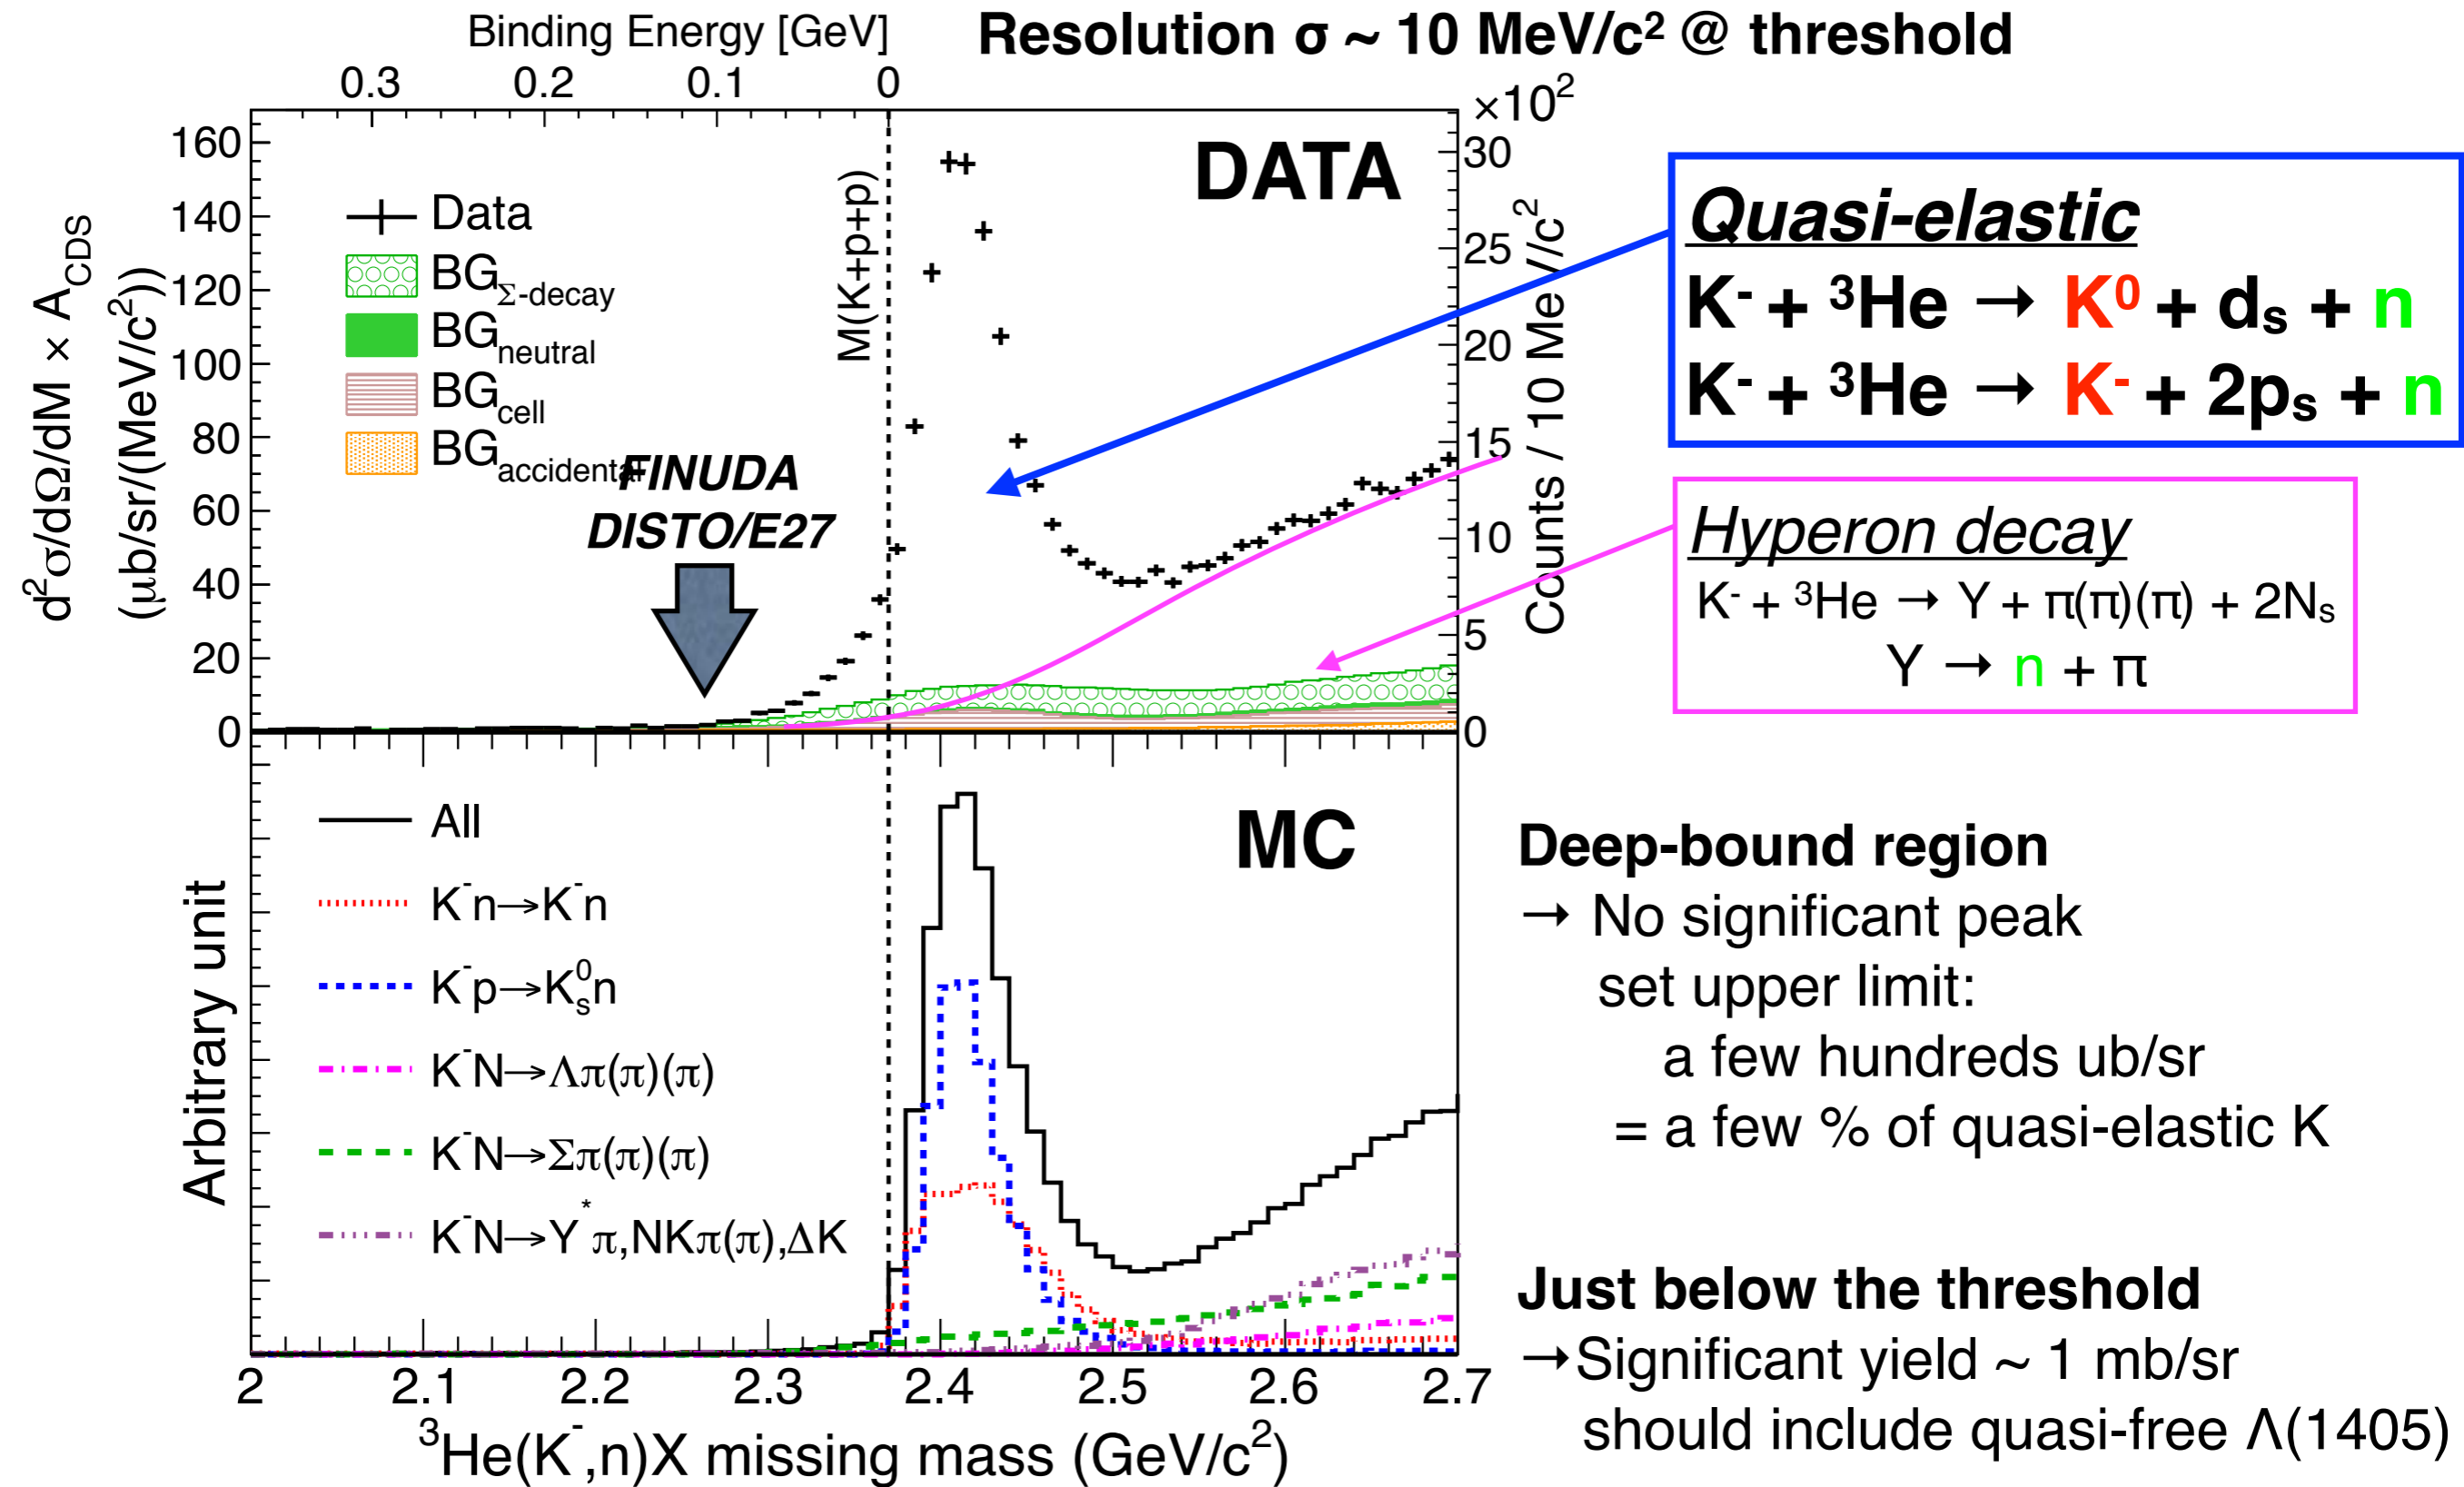 Binding Energy [GeV]
Resolution σ ~ 10 MeV/c² @ threshold
0.3 0.2 0.1 0
×10²
DATA
160
140
120
100
80
60
40
20
0
30
25
20
15
10
5
0
d²σ/dΩ/dM × A_CDS
(μb/sr/(MeV/c²))
Counts / 10 MeV/c²
M(K+p+p)
Data
BG_Σ-decay
BG_neutral
BG_cell
BG_accidental
FINUDA
DISTO/E27
Quasi-elastic
K⁻ + ³He → K⁰ + dₛ + n
K⁻ + ³He → K⁻ + 2pₛ + n
Hyperon decay
K⁻ + ³He → Y + π(π)(π) + 2Nₛ
Y → n + π
MC
Arbitrary unit
All
K⁻n→K⁻n
K⁻p→K⁰ₛn
K⁻N→Λπ(π)(π)
K⁻N→Σπ(π)(π)
K⁻N→Y*π,NKπ(π),ΔK
2 2.1 2.2 2.3 2.4 2.5 2.6 2.7
³He(K⁻,n)X missing mass (GeV/c²)
Deep-bound region
→ No significant peak
set upper limit:
a few hundreds ub/sr
= a few % of quasi-elastic K
Just below the threshold
→Significant yield ~ 1 mb/sr
should include quasi-free Λ(1405)